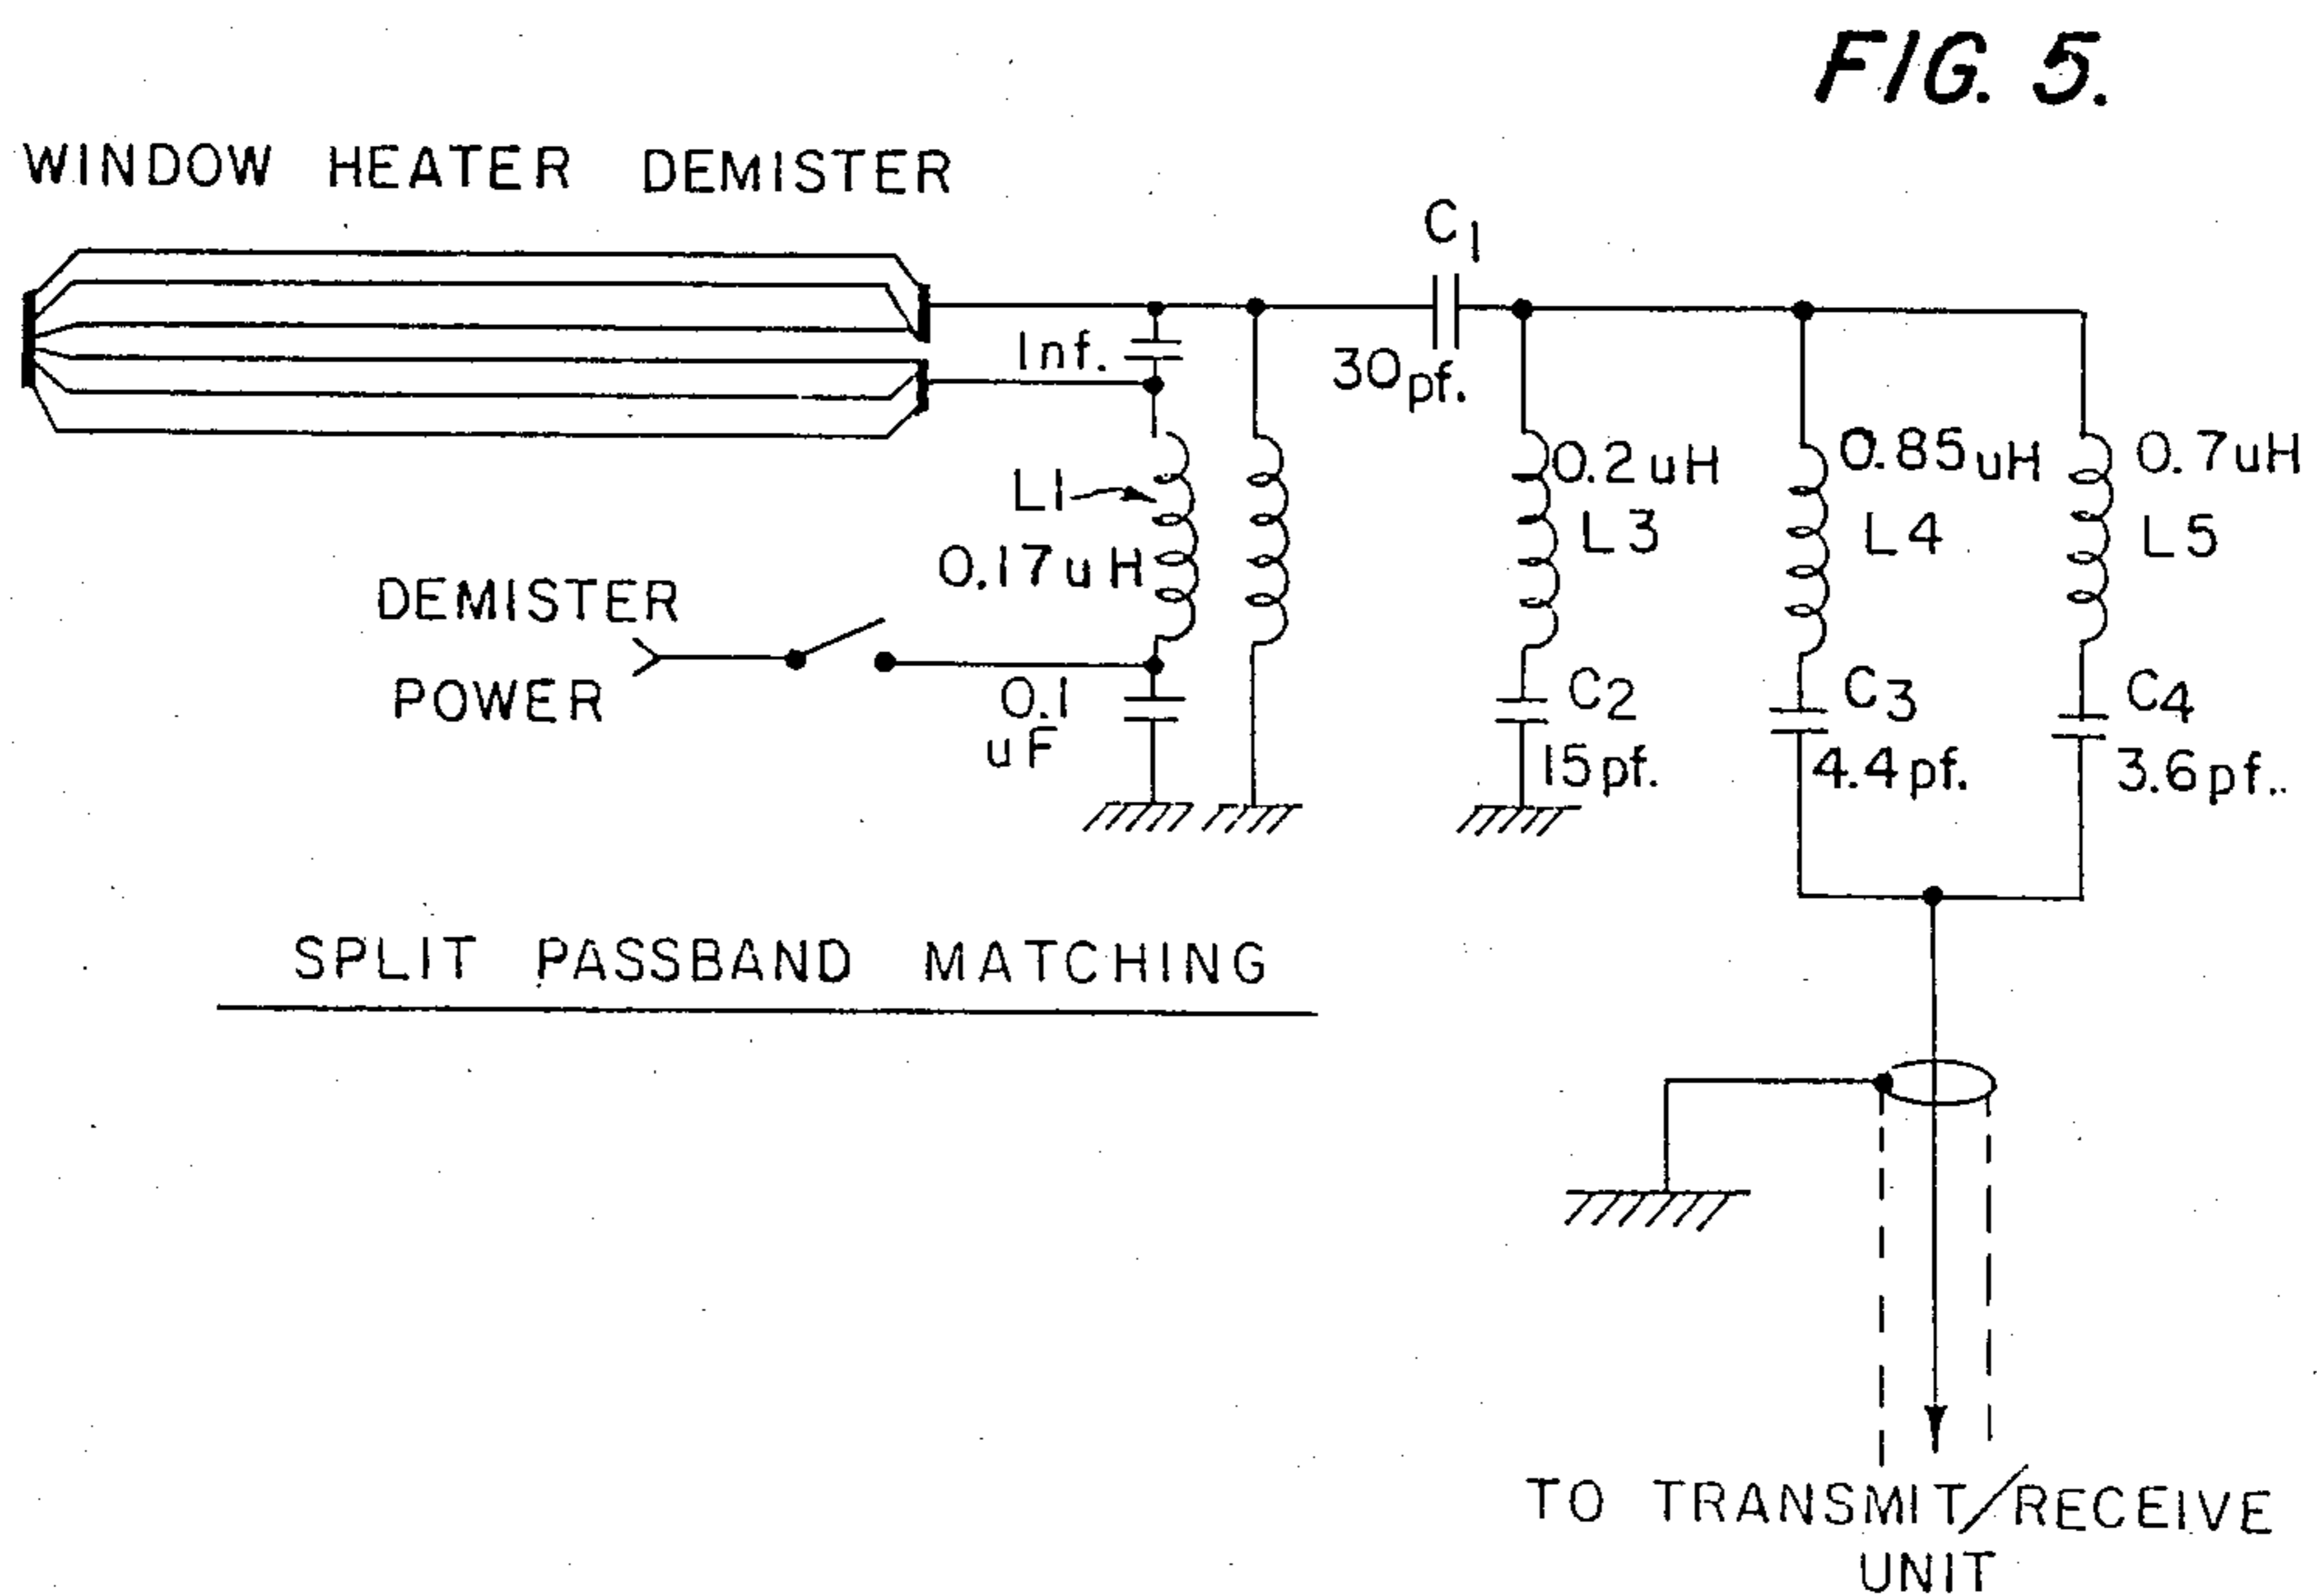 FIG. 5.
WINDOW HEATER DEMISTER
C1
30pf.
1nf.
L1
0.17uH
0.2uH
L3
0.85uH
L4
0.7uH
L5
DEMISTER
POWER
0.1
uF
C2
15pf.
C3
4.4pf.
C4
3.6pf..
SPLIT PASSBAND MATCHING
TO TRANSMIT/RECEIVE
UNIT